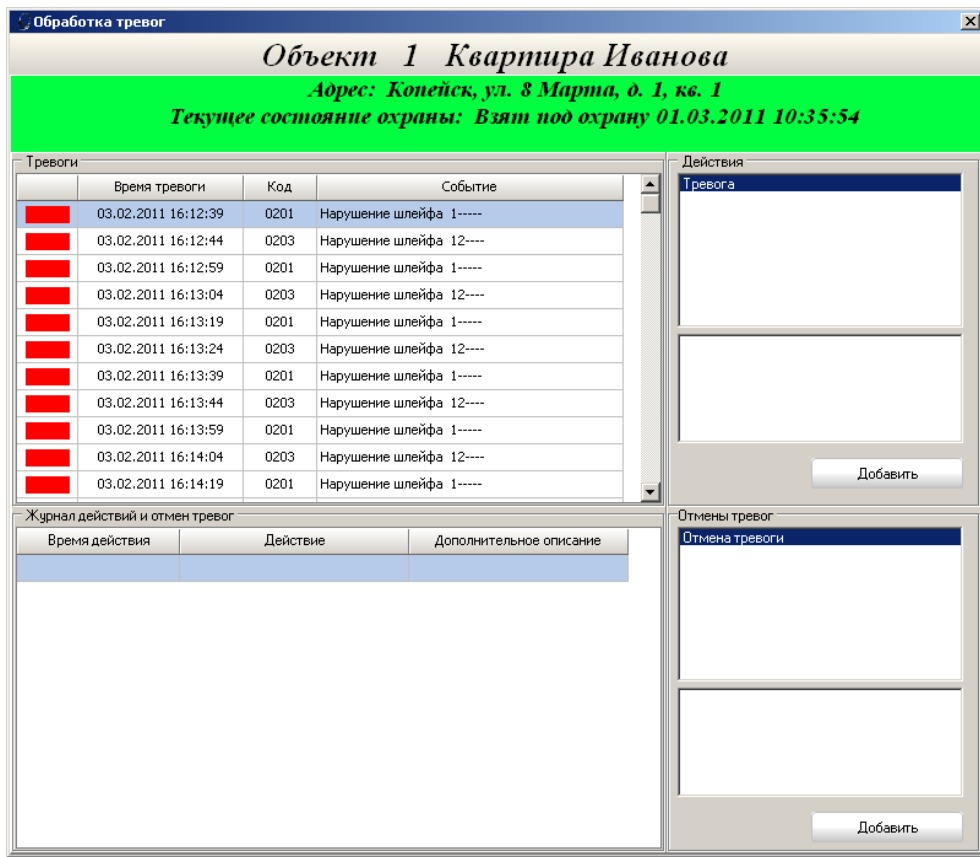 Обработка тревог
Объект 1 Квартира Иванова
Адрес: Копейск, ул. 8 Марта, д. 1, кв. 1
Текущее состояние охраны: Взят под охрану 01.03.2011 10:35:54
Тревоги
Время тревоги Код Событие
03.02.2011 16:12:39 0201 Нарушение шлейфа 1-----
03.02.2011 16:12:44 0203 Нарушение шлейфа 12----
03.02.2011 16:12:59 0201 Нарушение шлейфа 1-----
03.02.2011 16:13:04 0203 Нарушение шлейфа 12----
03.02.2011 16:13:19 0201 Нарушение шлейфа 1-----
03.02.2011 16:13:24 0203 Нарушение шлейфа 12----
03.02.2011 16:13:39 0201 Нарушение шлейфа 1-----
03.02.2011 16:13:44 0203 Нарушение шлейфа 12----
03.02.2011 16:13:59 0201 Нарушение шлейфа 1-----
03.02.2011 16:14:04 0203 Нарушение шлейфа 12----
03.02.2011 16:14:19 0201 Нарушение шлейфа 1-----
Действия
Тревога
Добавить
Журнал действий и отмен тревог
Время действия Действие Дополнительное описание
Отмены тревог
Отмена тревоги
Добавить